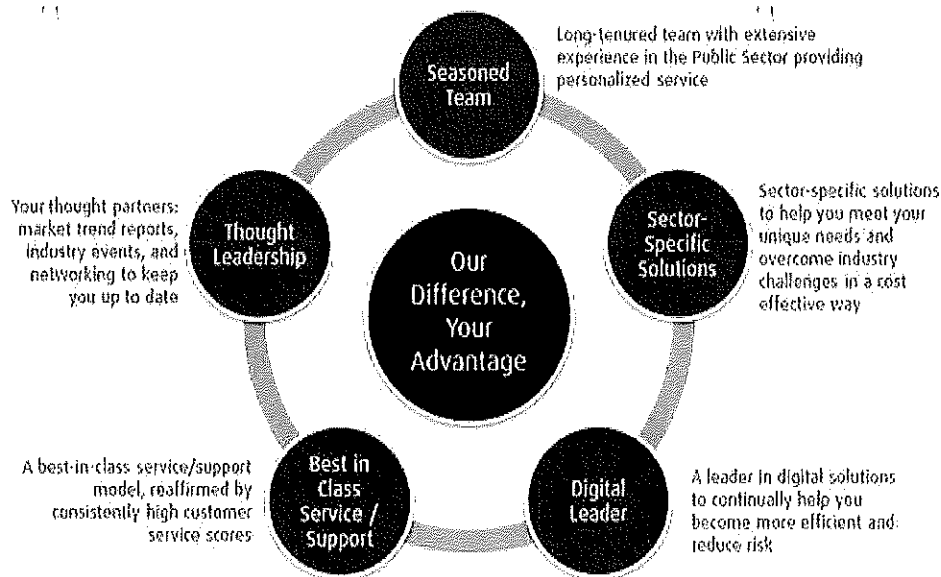 Seasoned
Team
Long-tenured team with extensive
experience in the Public Sector providing
personalized service
Sector-
Specific
Solutions
Sector-specific solutions
to help you meet your
unique needs and
overcome industry
challenges in a cost
effective way
Digital
Leader
A leader in digital solutions
to continually help you
become more efficient and
reduce risk
Best in
Class
Service /
Support
A best-in-class service/support
model, reaffirmed by
consistently high customer
service scores
Thought
Leadership
Your thought partners:
market trend reports,
industry events, and
networking to keep
you up to date
Our
Difference,
Your
Advantage